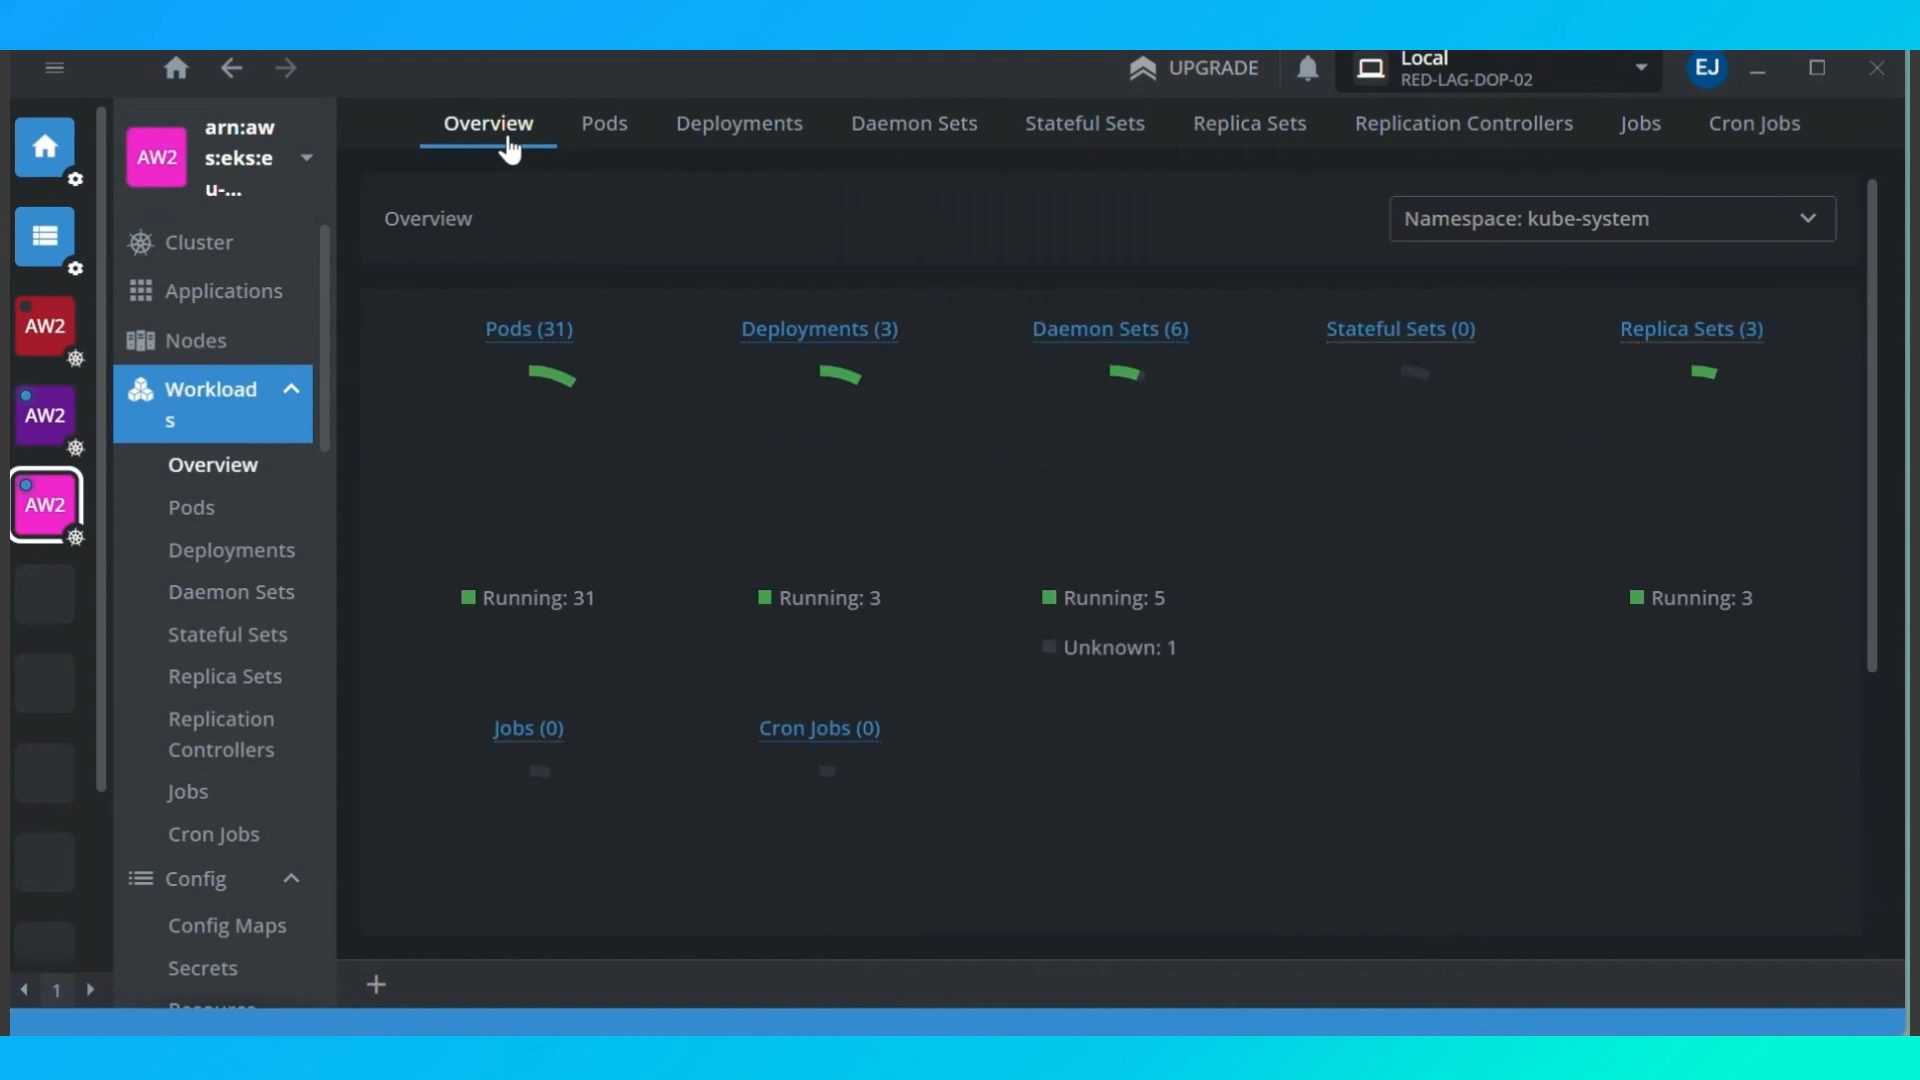 UPGRADE
Local
RED-LAG-DOP-02
EJ
AW2
arn:aw
s:eks:e
u-...
Overview
Pods
Deployments
Daemon Sets
Stateful Sets
Replica Sets
Replication Controllers
Jobs
Cron Jobs
Overview
Namespace: kube-system
Cluster
Applications
Nodes
Workload
s
Overview
Pods
Deployments
Daemon Sets
Stateful Sets
Replica Sets
Replication
Controllers
Jobs
Cron Jobs
Config
Config Maps
Secrets
AW2
AW2
AW2
1
Pods (31)
Deployments (3)
Daemon Sets (6)
Stateful Sets (0)
Replica Sets (3)
Running: 31
Running: 3
Running: 5
Unknown: 1
Running: 3
Jobs (0)
Cron Jobs (0)